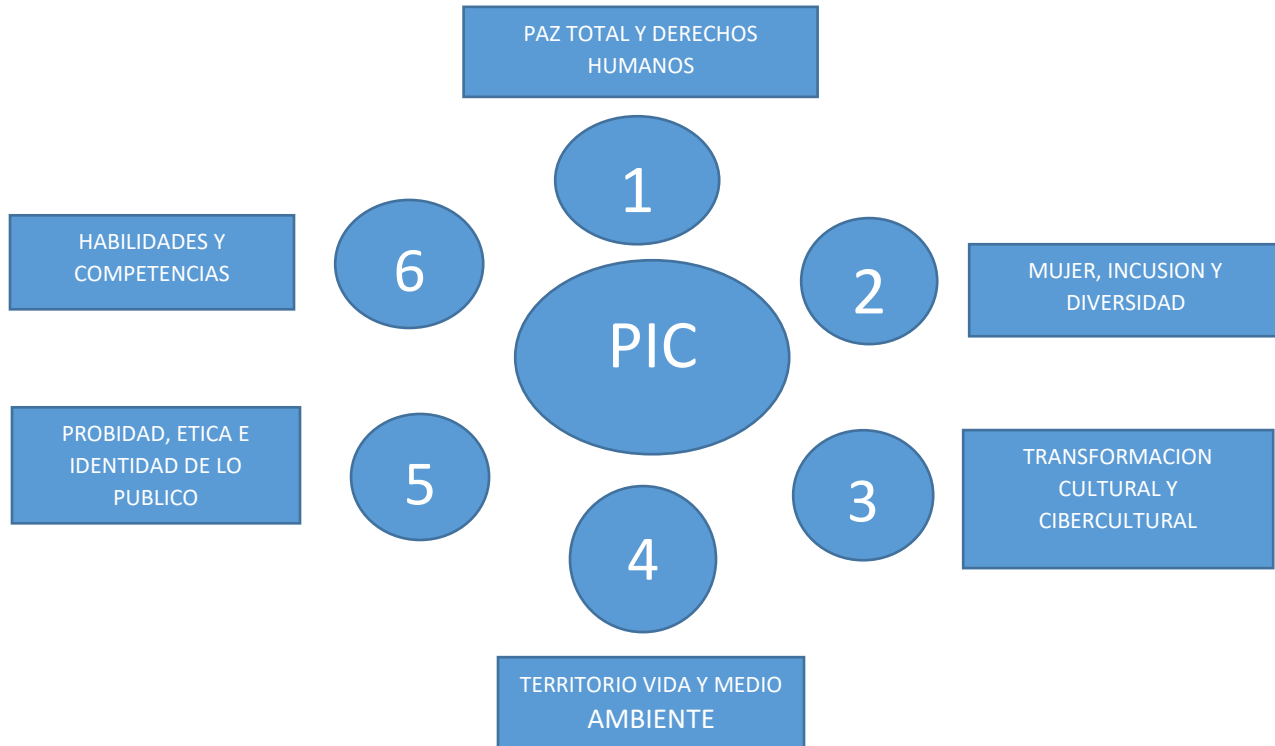 PAZ TOTAL Y DERECHOS
HUMANOS
1
HABILIDADES Y
COMPETENCIAS
6
2
MUJER, INCUSION Y
DIVERSIDAD
PIC
PROBIDAD, ETICA E
IDENTIDAD DE LO
PUBLICO
5
3
TRANSFORMACION
CULTURAL Y
CIBERCULTURAL
4
TERRITORIO VIDA Y MEDIO
AMBIENTE